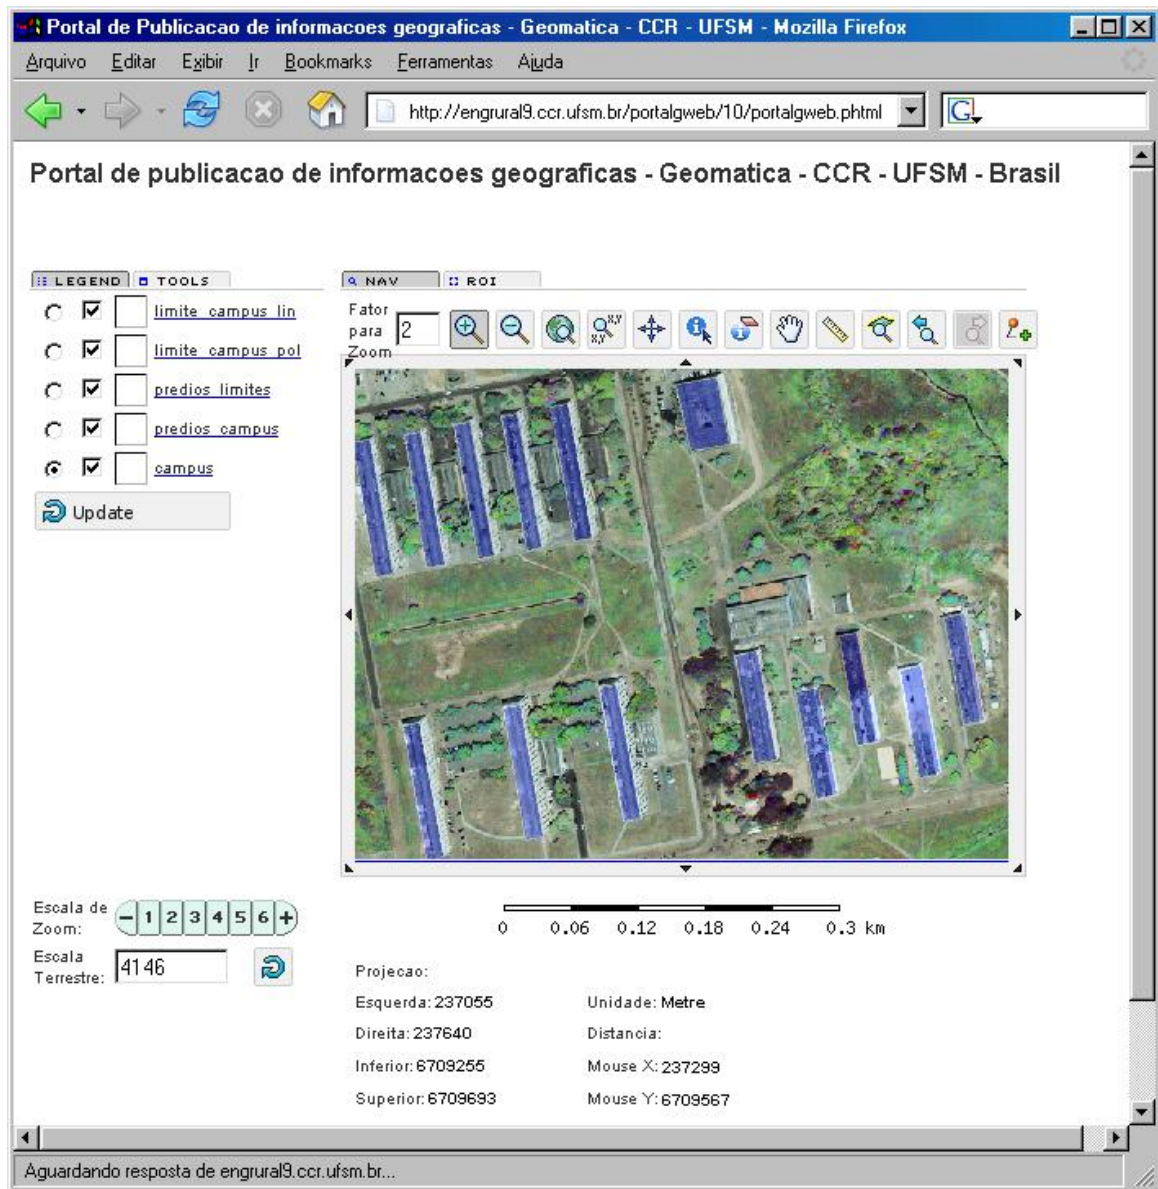 Portal de Publicacao de informacoes geograficas - Geomatica - CCR - UFSM - Mozilla Firefox
Arquivo Editar Exibir Ir Bookmarks Ferramentas Ajuda
http://engrural9.ccr.ufsm.br/portalgweb/10/portalgweb.phtml G
Portal de publicacao de informacoes geograficas - Geomatica - CCR - UFSM - Brasil
LEGEND TOOLS
limite_campus_lin
limite_campus_pol
predios_limites
predios_campus
campus
Update
NAV ROI
Fator para Zoom 2
Escala de Zoom: - 1 2 3 4 5 6 +
Escala Terrestre: 4146
0 0.06 0.12 0.18 0.24 0.3 km
Projecao:
Esquerda: 237055 Unidade: Metre
Direita: 237640 Distancia:
Inferior: 6709255 Mouse X: 237299
Superior: 6709693 Mouse Y: 6709567
Aguardando resposta de engrural9.ccr.ufsm.br...